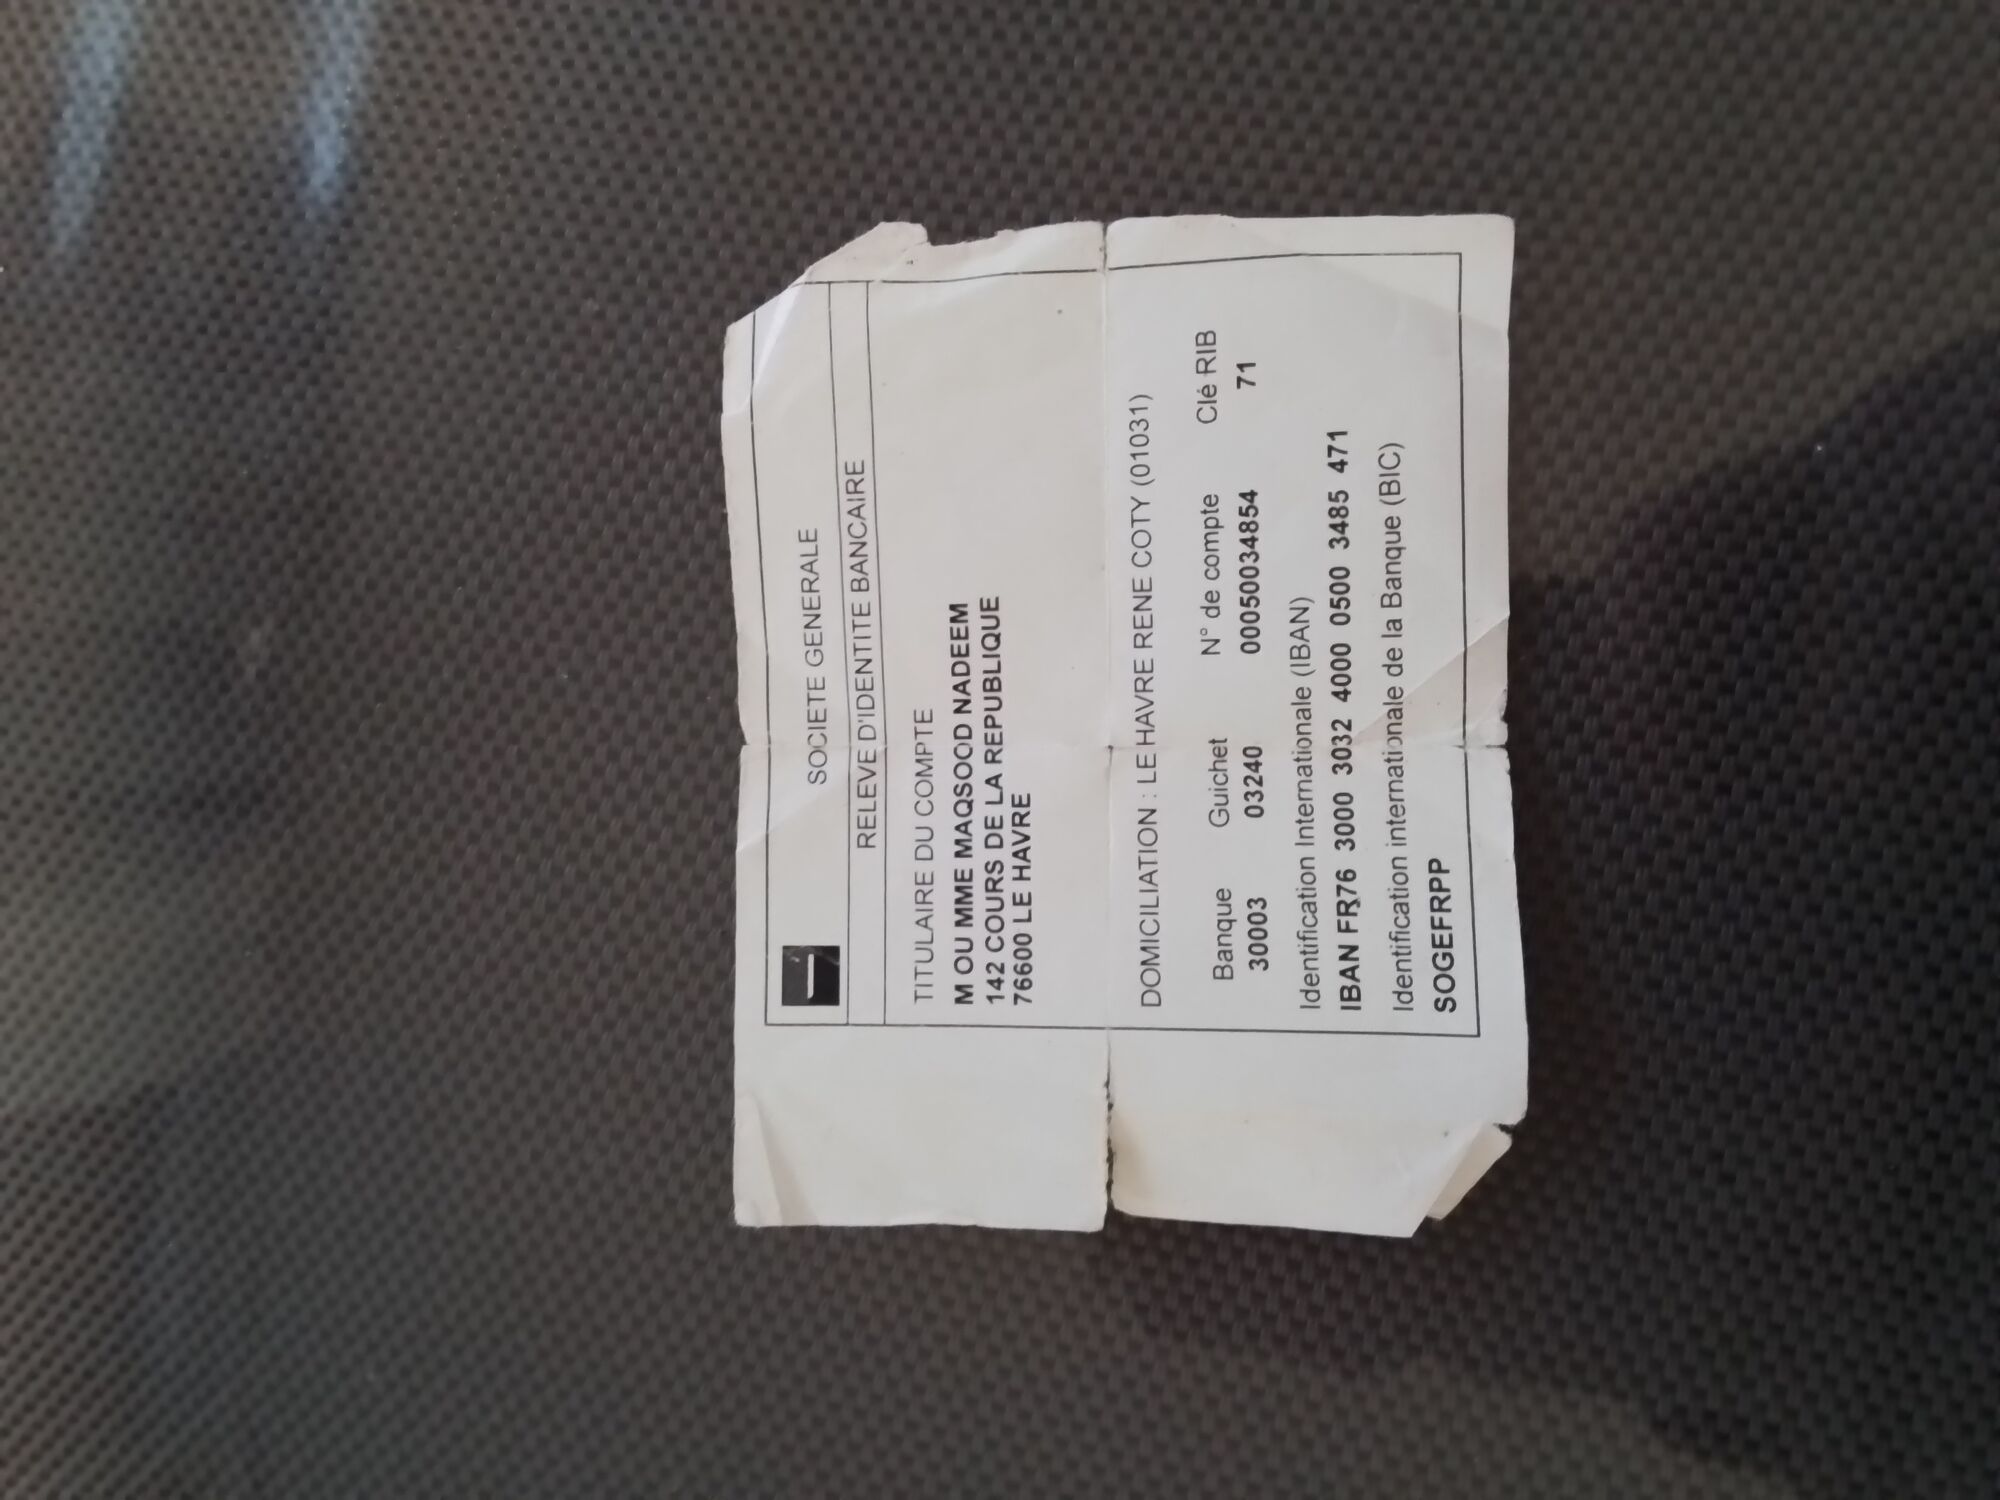 SOCIETE GENERALE
RELEVE D'IDENTITE BANCAIRE
TITULAIRE DU COMPTE
M OU MME MAQSOOD NADEEM
142 COURS DE LA REPUBLIQUE
76600 LE HAVRE
DOMICILIATION : LE HAVRE RENE COTY (01031)
Banque Guichet N° de compte Clé RIB
30003 03240 00050034854 71
Identification Internationale (IBAN)
IBAN FR76 3000 3032 4000 0500 3485 471
Identification internationale de la Banque (BIC)
SOGEFRPP